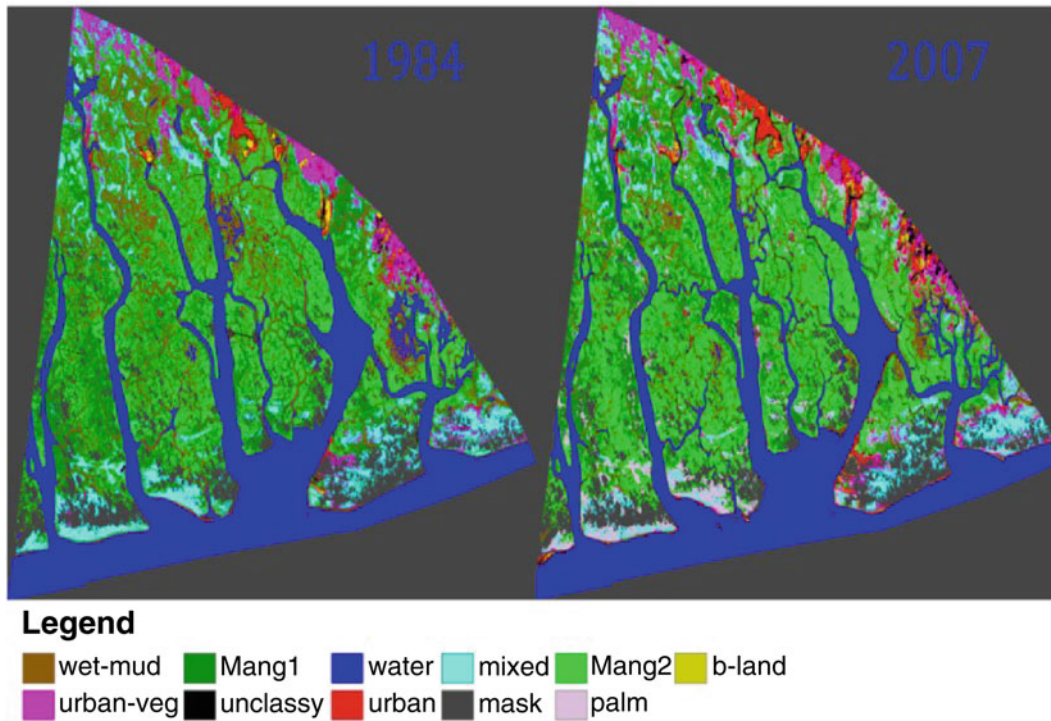 1984 2007
Legend
wet-mud Mang1 water mixed Mang2 b-land
urban-veg unclassy urban mask palm